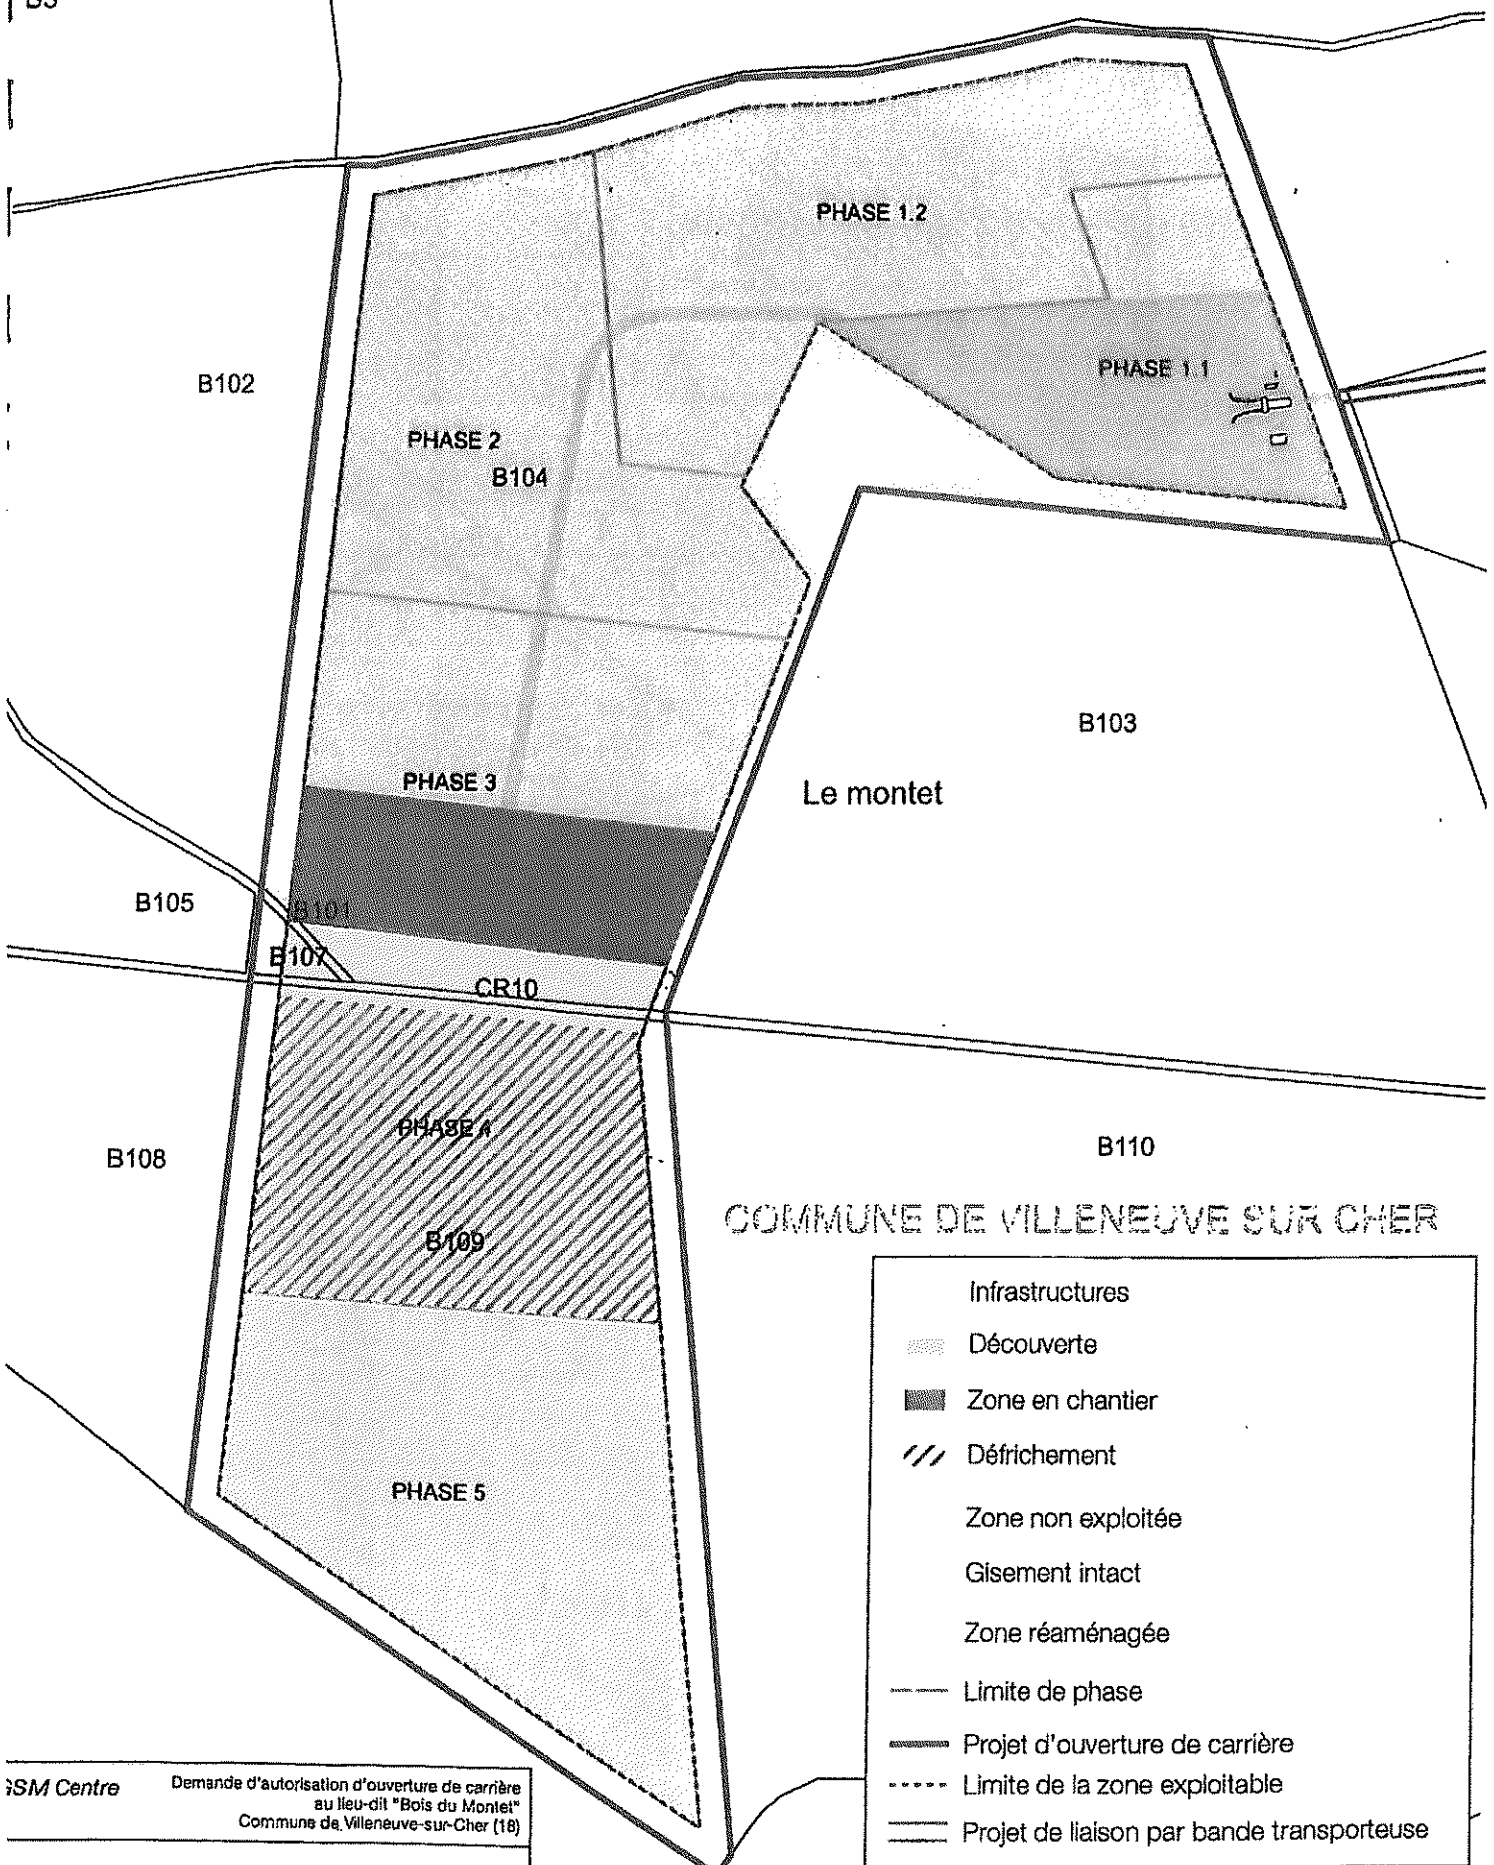 PHASE 1.2
B102
PHASE 1.1
PHASE 2
B104
B103
PHASE 3
Le montet
B105
B101
B107
CR10
PHASE 4
B108
B110
COMMUNE DE VILLENEUVE SUR CHER
B109
Infrastructures
Découverte
Zone en chantier
Défrichement
PHASE 5
Zone non exploitée
Gisement intact
Zone réaménagée
Limite de phase
Projet d'ouverture de carrière
Limite de la zone exploitable
Projet de liaison par bande transporteuse
GSM Centre
Demande d'autorisation d'ouverture de carrière
au lieu-dit "Bois du Montet"
Commune de Villeneuve-sur-Cher (18)